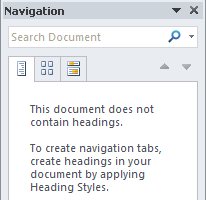 Navigation
Search Document
This document does not
contain headings.
To create navigation tabs,
create headings in your
document by applying
Heading Styles.